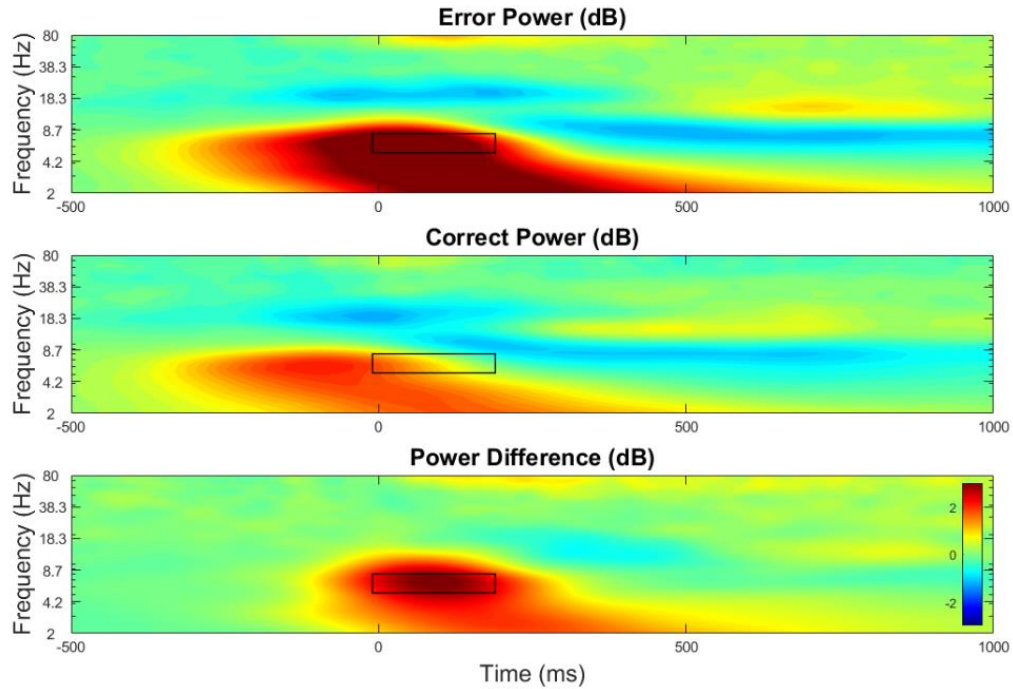 Error Power (dB)
Frequency (Hz)
80
38.3
18.3
8.7
4.2
2
-500 0 500 1000
Correct Power (dB)
Frequency (Hz)
80
38.3
18.3
8.7
4.2
2
-500 0 500 1000
Power Difference (dB)
Frequency (Hz)
80
38.3
18.3
8.7
4.2
2
2
0
-2
-500 0 500 1000
Time (ms)